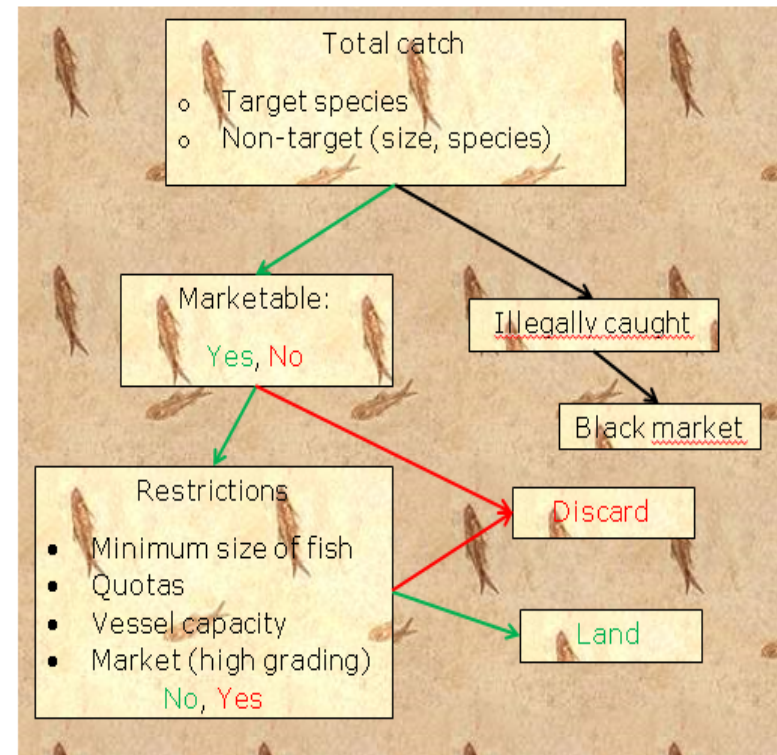 Total catch
o Target species
o Non-target (size, species)
Marketable:
Yes, No
Illegally caught
Black market
Restrictions
• Minimum size of fish
• Quotas
• Vessel capacity
• Market (high grading)
No, Yes
Discard
Land